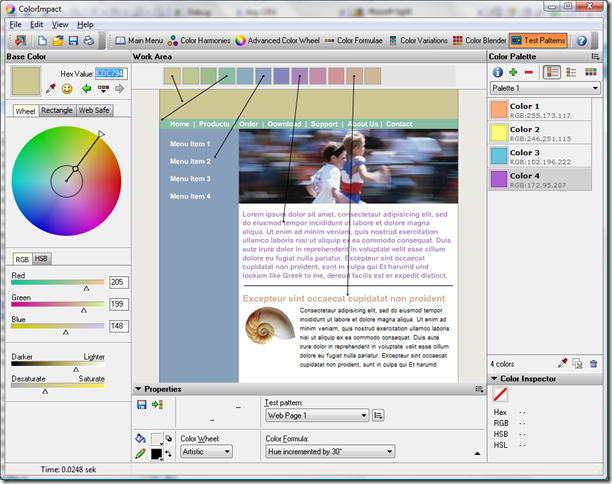 ColorImpact
File Edit View Help
Main Menu Color Harmonies Advanced Color Wheel Color Formulae Color Variations Color Blender Test Patterns
Base Color
Hex Value: CDC794
Wheel Rectangle Web Safe
RGB HSB
Red
205
Green
199
Blue
148
Darker Lighter
Desaturate Saturate
Time: 0.0248 sek
Work Area
Home | Products Order | Download | Support | About Us | Contact
Menu Item 1
Menu Item 2
Menu Item 3
Menu Item 4
Lorem ipsum dolor sit amet, consectetaur adipisicing elit, sed
do eiusmod tempor incididunt ut labore et dolore magna
aliqua. Ut enim ad minim veniam, quis nostrud exercitation
ullamco laboris nisi ut aliquip ex ea commodo consequat. Duis
aute irure dolor in reprehenderit in voluptate velit esse cillum
dolore eu fugiat nulla pariatur. Excepteur sint occaecat
cupidatat non proident, sunt in culpa qui Et harumd und
lookum like Greek to me, dereud facilis est er expedit distinct.
Excepteur sint occaecat cupidatat non proident
Consectetaur adipisicing elit, sed do eiusmod tempor
incididunt ut labore et dolore magna aliqua. Ut enim ad
minim veniam, quis nostrud exercitation ullamco laboris
nisi ut aliquip ex ea commodo consequat. Duis aute irure
dolor in reprehenderit in voluptate velit esse cillum
dolore eu fugiat nulla pariatur. Excepteur sint occaecat
cupidatat non proident, sunt in culpa qui Et harumd
Properties
Test pattern:
Web Page 1
Color Wheel:
Artistic
Color Formula:
Hue incremented by 30°
Color Palette
Palette 1
Color 1
RGB:255.173.117
Color 2
RGB:246.251.115
Color 3
RGB:102.196.222
Color 4
RGB:172.95.207
4 colors
Color Inspector
Hex --
RGB --
HSB --
HSL --